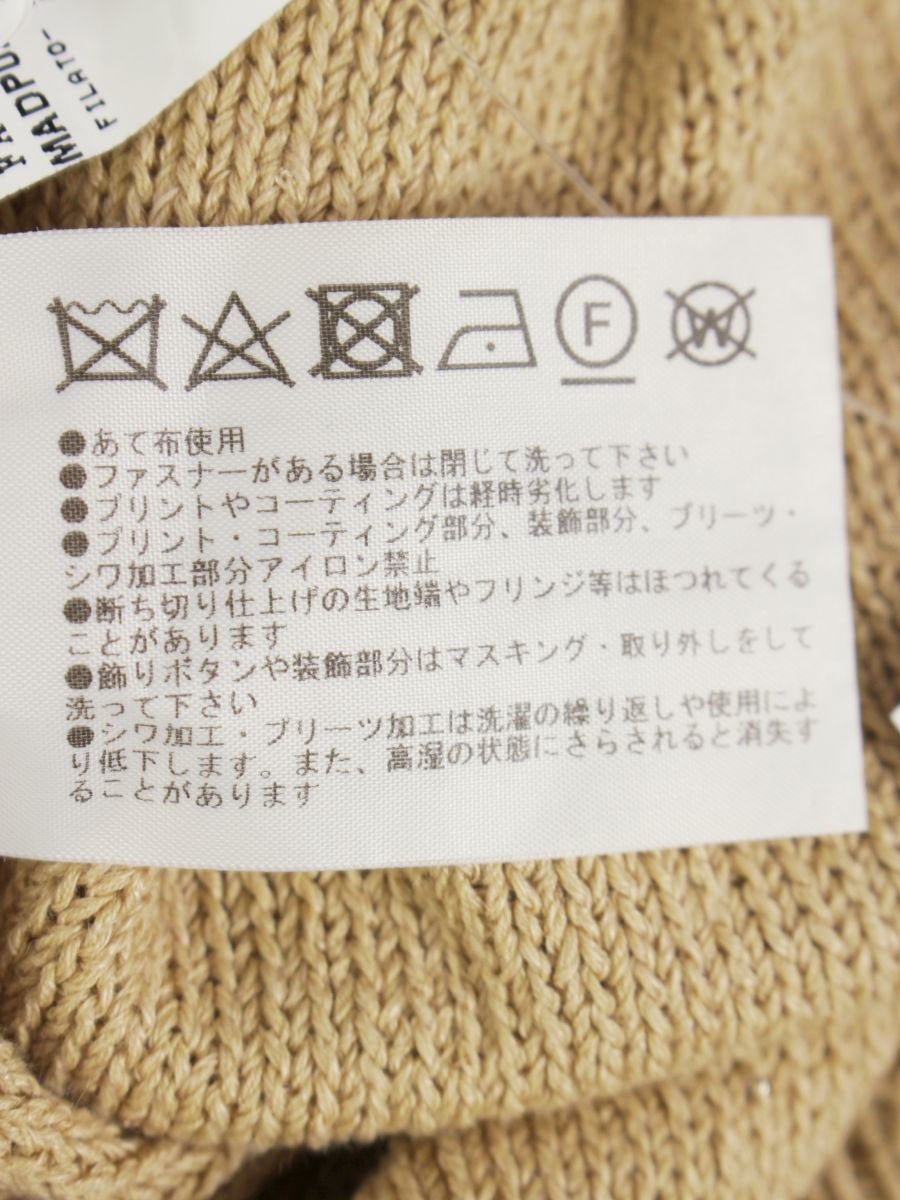 MADPU
FILATO-
F
W
●あて布使用
●ファスナーがある場合は閉じて洗って下さい
●プリントやコーティングは経時劣化します
●プリント・コーティング部分、装飾部分、プリーツ・
シワ加工部分アイロン禁止
●断ち切り仕上げの生地端やフリンジ等はほつれてくる
ことがあります
●飾りボタンや装飾部分はマスキング・取り外しをして
洗って下さい
●シワ加工・プリーツ加工は洗濯の繰り返しや使用によ
り低下します。また、高湿の状態にさらされると消失す
ることがあります